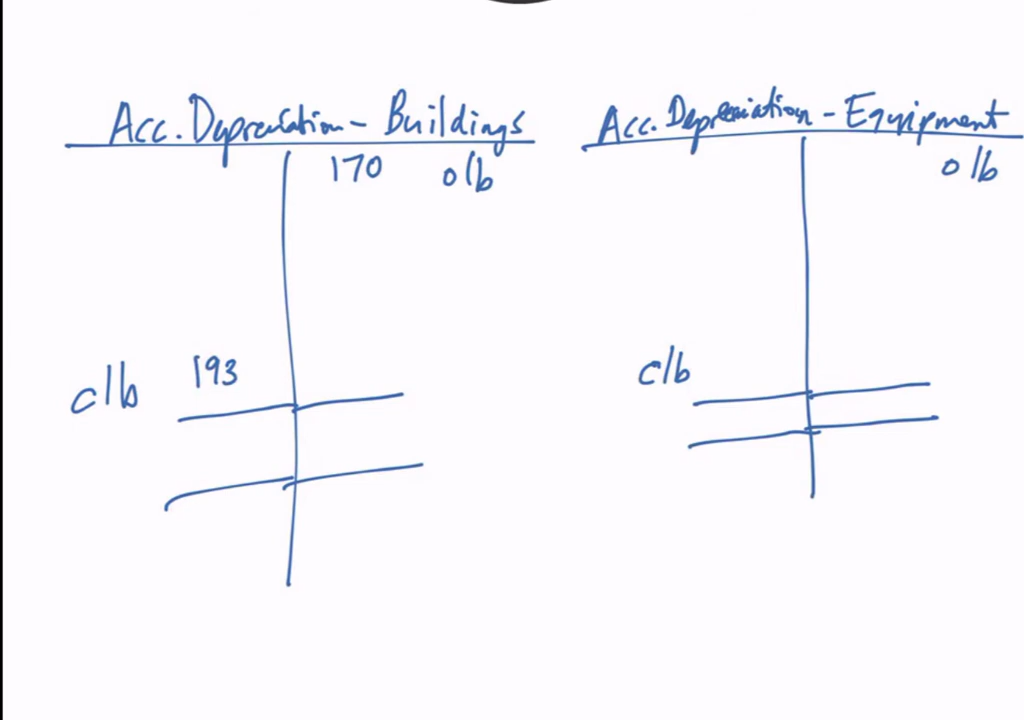 Acc. Depreciation - Buildings
170 o/b
c/b 193
Acc. Depreciation - Equipment
o/b
c/b